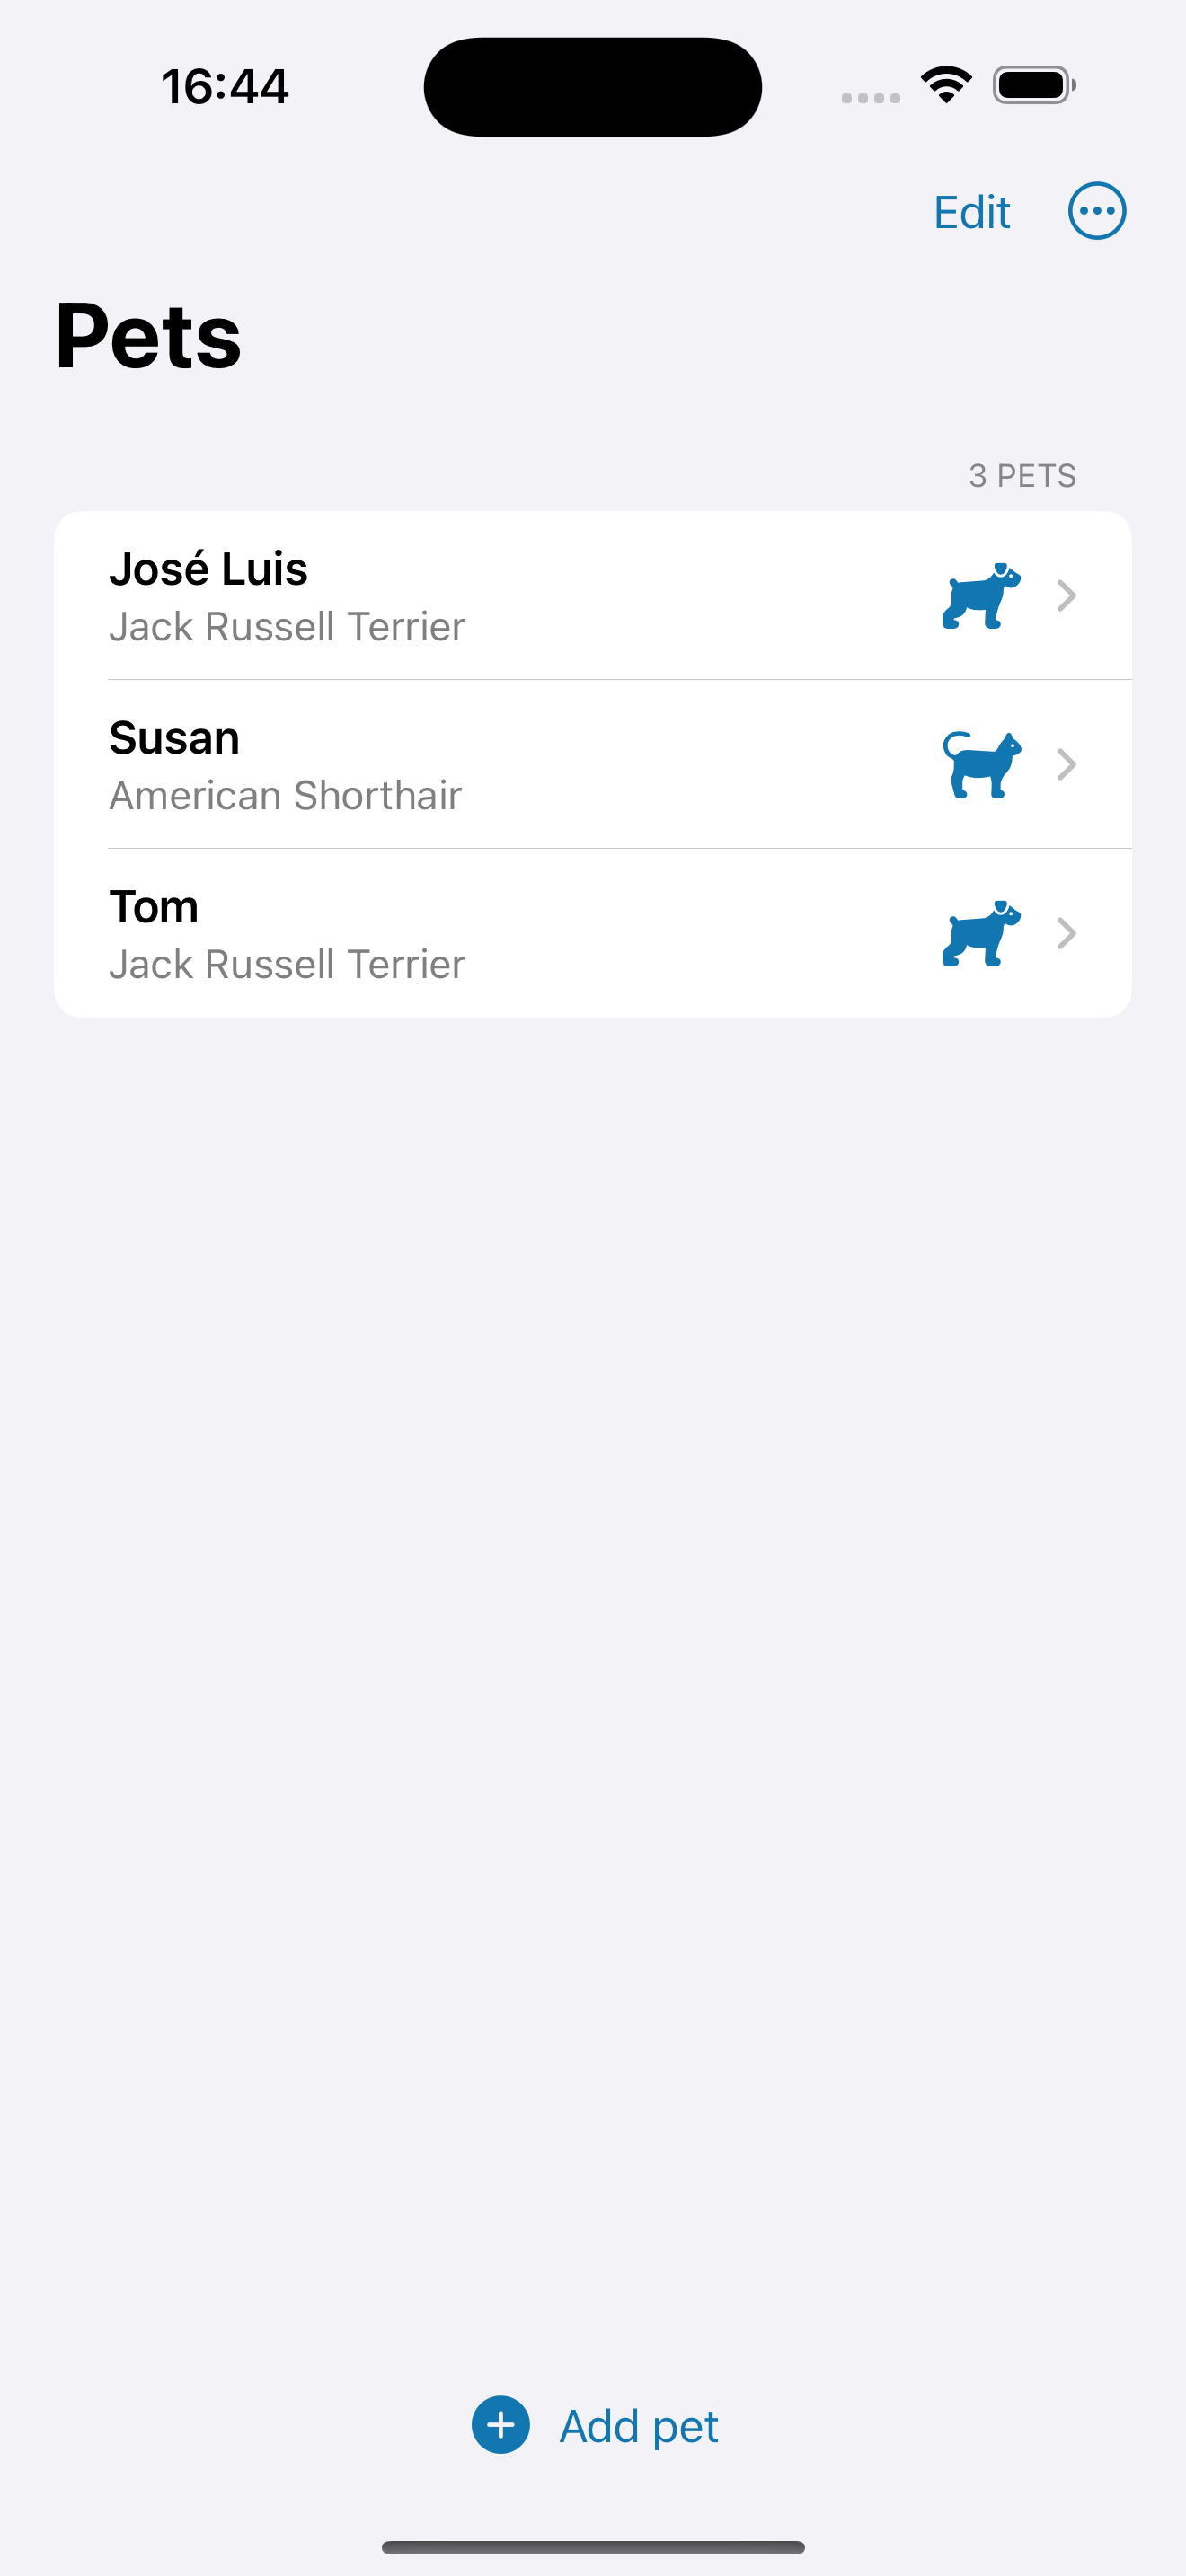 16:44
Edit
Pets
3 PETS
José Luis
Jack Russell Terrier
Susan
American Shorthair
Tom
Jack Russell Terrier
Add pet